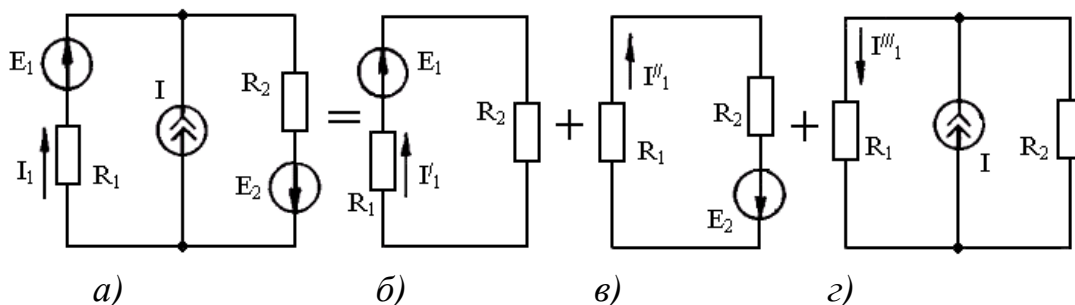 E₁
I
R₂
I₁
R₁
E₂
=
E₁
R₂
R₁
I′₁
+
I″₁
R₁
R₂
E₂
+
I‴₁
R₁
I
R₂
а)
б)
в)
г)